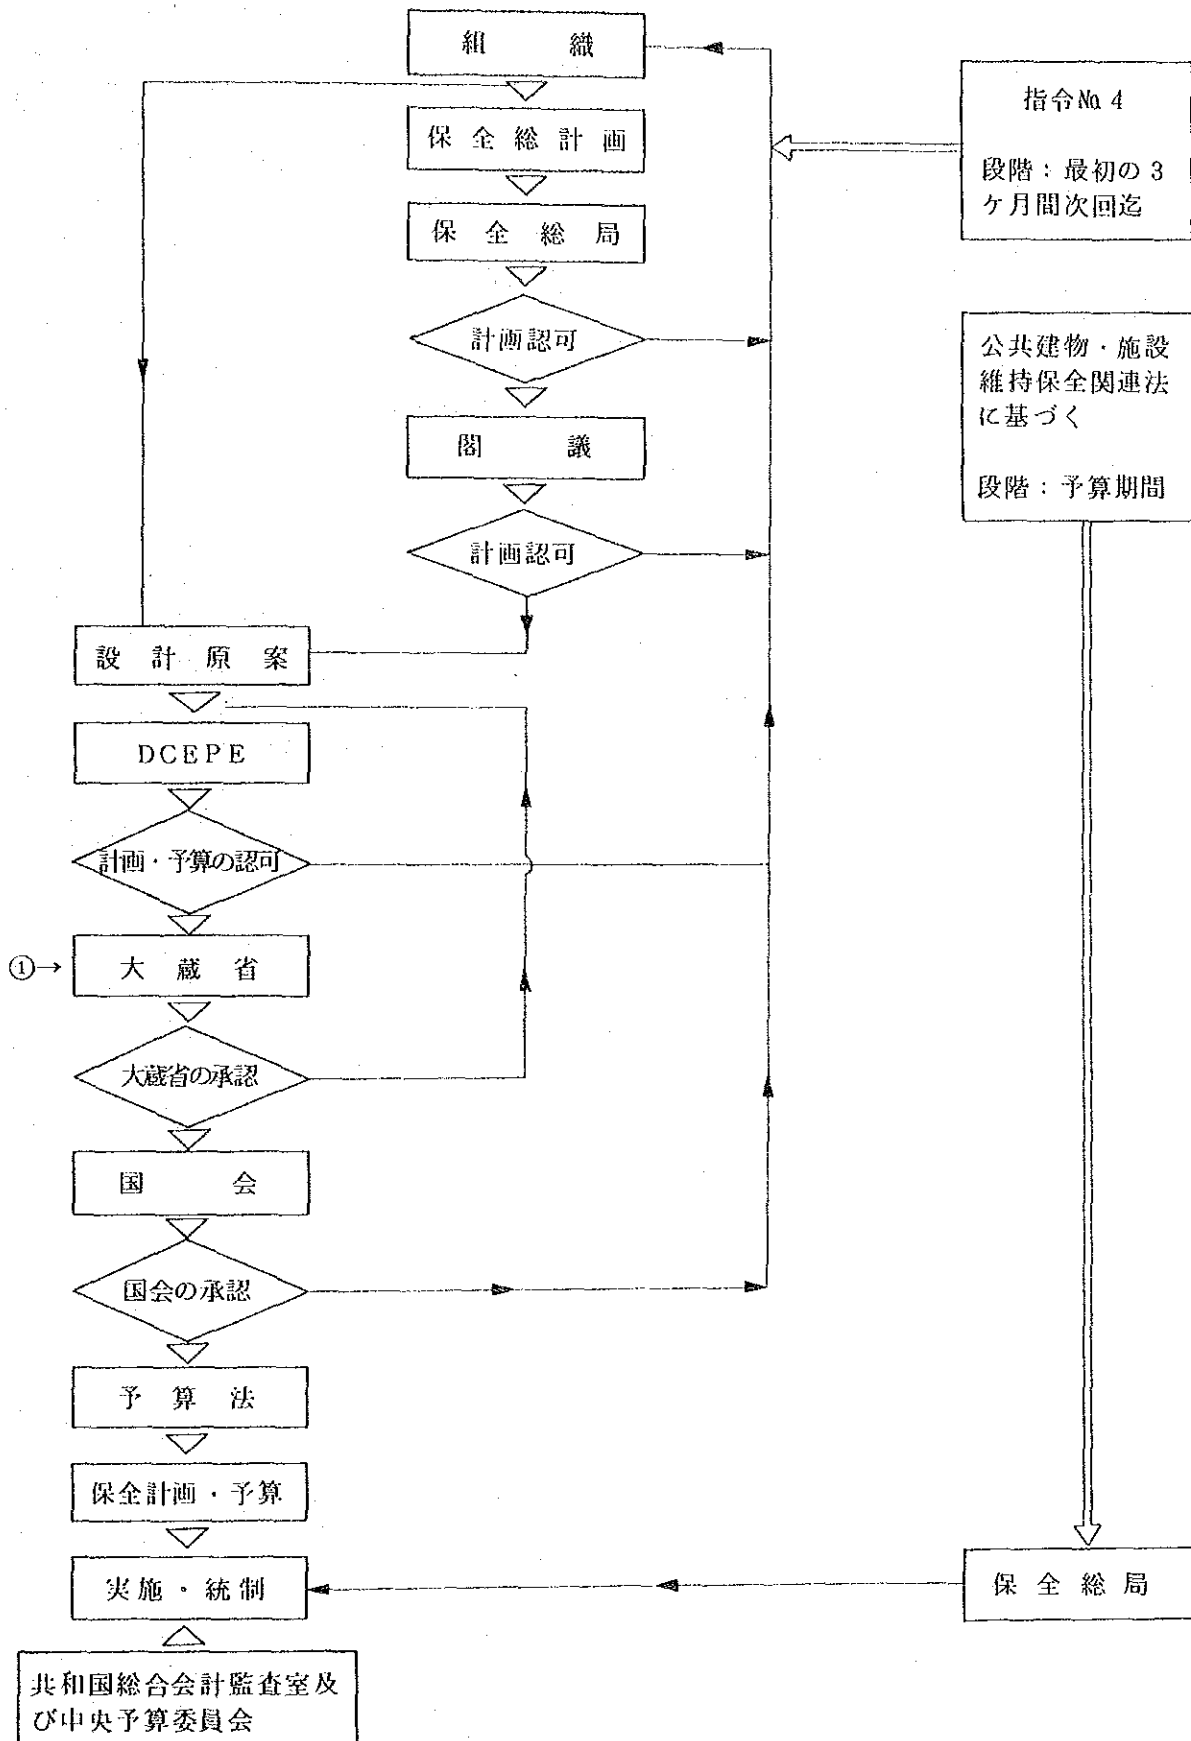 組織
保全総計画
保全総局
計画認可
閣議
計画認可
設計原案
DCEPE
計画・予算の認可
①→
大蔵省
大蔵省の承認
国会
国会の承認
予算法
保全計画・予算
実施・統制
共和国総合会計監査室及
び中央予算委員会
指令№4
段階：最初の3
ケ月間次回迄
公共建物・施設
維持保全関連法
に基づく
段階：予算期間
保全総局